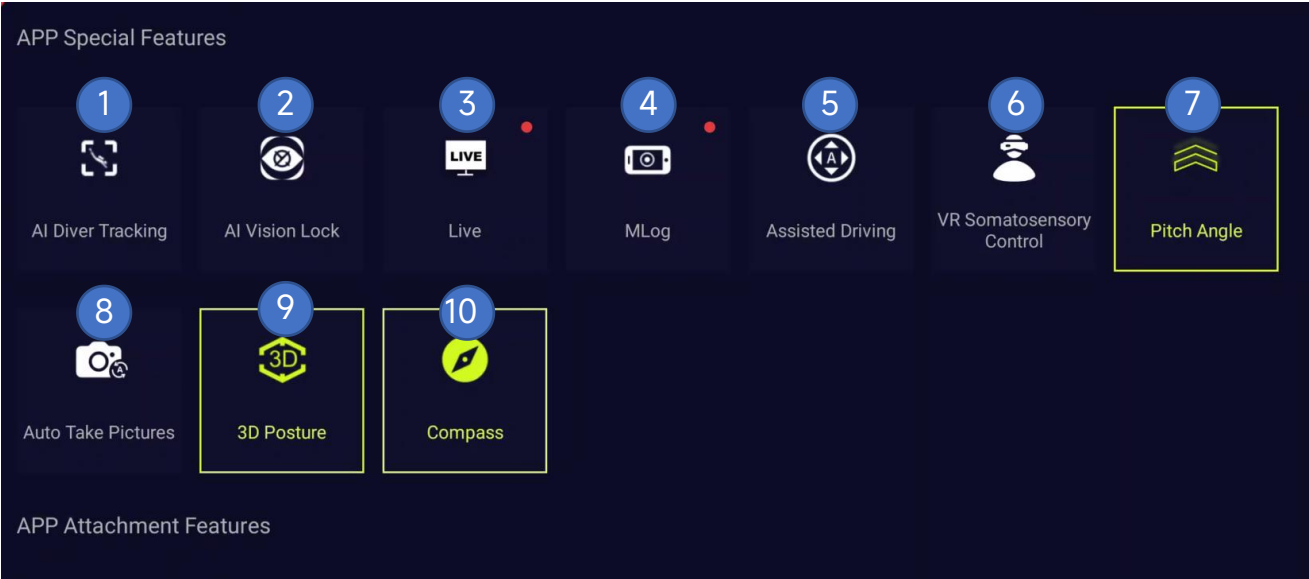 APP Special Features
1 2 3 4 5 6 7
LIVE A
AI Diver Tracking AI Vision Lock Live MLog Assisted Driving VR Somatosensory Control Pitch Angle
8 9 10
A 3D
Auto Take Pictures 3D Posture Compass
APP Attachment Features